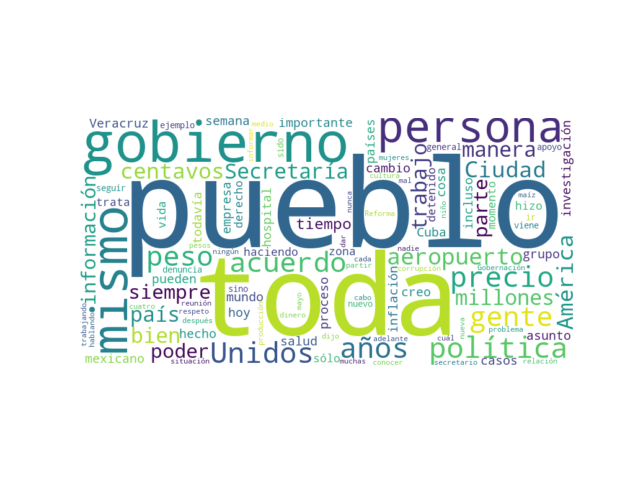 Veracruz
ejemplo
semana
medio
importante
informar
sido
países
persona
investigación
gobierno
mujeres
general
apoyo
manera
cambio
centavos
Secretaría
Ciudad
cosa
seguir
información
trata
vida
todavía
empresa
derecho
hospital
pueblo
tiempo
nunca
cultura
mal
trabajo
detenido
niño
Cuba
parte
incluso
momento
maíz
hizo
Reforma
ir
viene
mismo
peso
pesos
ningún
haciendo
zona
dar
nadie
aeropuerto
grupo
acuerdo
cada
partir
corrupción
Gobernación
denuncia
pueden
sino
siempre
mundo
reunión
toda
proceso
cabo
nuevo
inflación
creo
precio
millones
América
cuatro
país
respeto
hoy
mayo
dinero
producción
gente
trabajando
hablando
bien
después
hecho
salud
dijo
años
adelante
cuál
política
nueva
problema
asunto
mexicano
poder
situación
Unidos
sólo
muchas
conocer
secretario
casos
relación